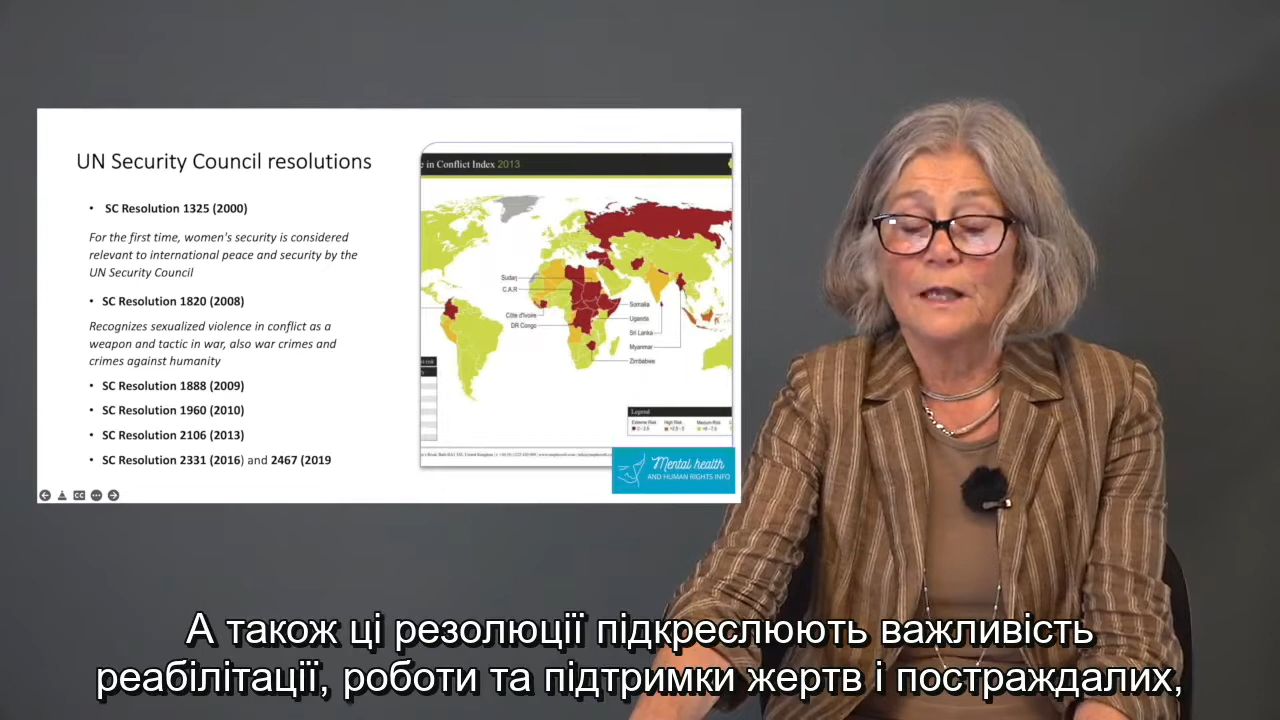 UN Security Council resolutions
• SC Resolution 1325 (2000)
For the first time, women's security is considered
relevant to international peace and security by the
UN Security Council
• SC Resolution 1820 (2008)
Recognizes sexualized violence in conflict as a
weapon and tactic in war, also war crimes and
crimes against humanity
• SC Resolution 1888 (2009)
• SC Resolution 1960 (2010)
• SC Resolution 2106 (2013)
• SC Resolution 2331 (2016) and 2467 (2019
in Conflict Index 2013
Sudan
C.A.R
Côte d'Ivoire
DR Congo
Somalia
Uganda
Sri Lanka
Myanmar
Zimbabwe
Legend
Extreme Risk
High Risk
Medium Risk
Mental health
AND HUMAN RIGHTS INFO
CC
А також ці резолюції підкреслюють важливість
реабілітації, роботи та підтримки жертв і постраждалих,